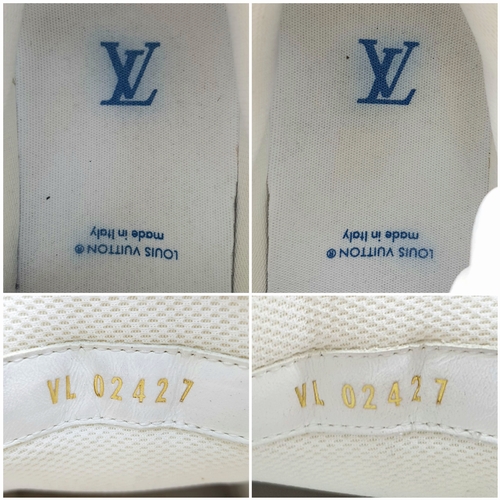 LV
LOUIS VUITTON®
made in Italy
LV
LOUIS VUITTON®
made in Italy
VL 02427
VL 02427